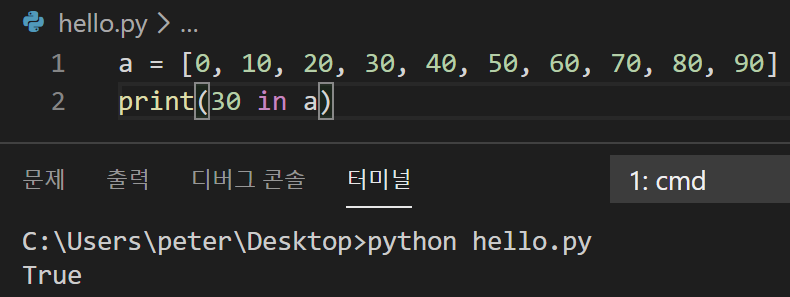 hello.py > ...
1 a = [0, 10, 20, 30, 40, 50, 60, 70, 80, 90]
2 print(30 in a)
문제 출력 디버그 콘솔 터미널 1: cmd
C:\Users\peter\Desktop>python hello.py
True